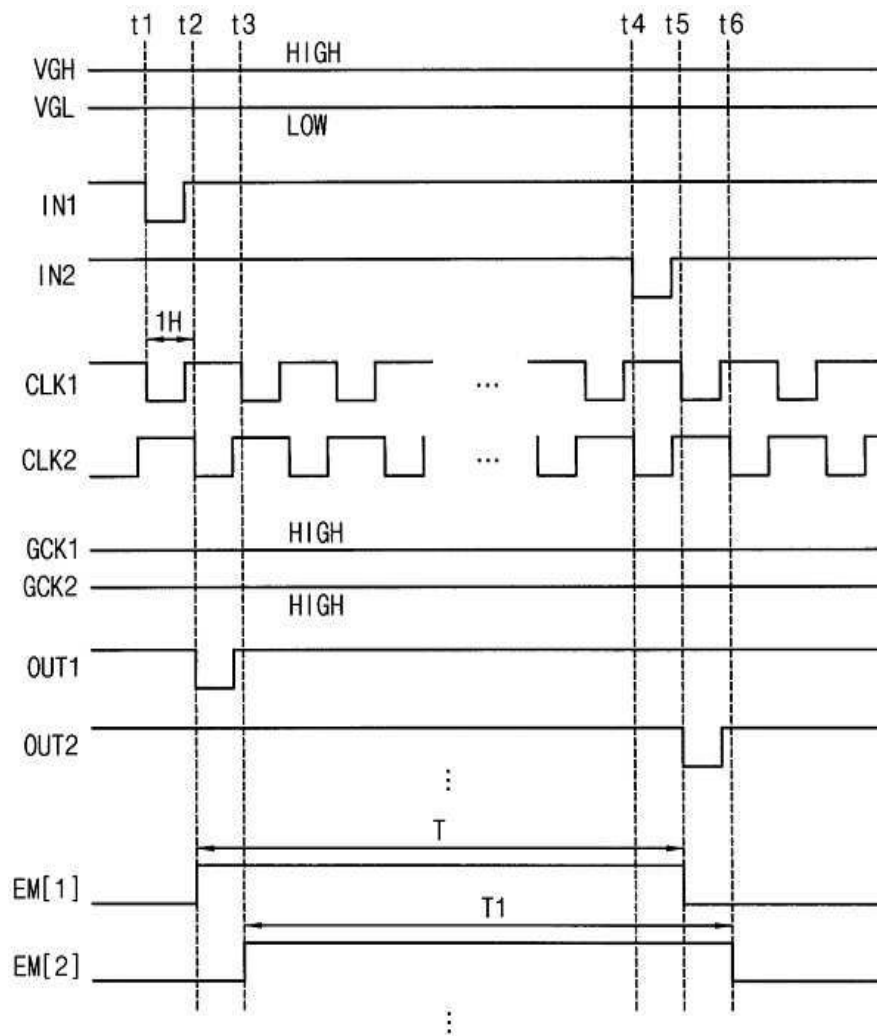 t1 t2 t3 t4 t5 t6
VGH HIGH
VGL
LOW
IN1
IN2
1H
CLK1 ...
CLK2 ...
GCK1 HIGH
GCK2
HIGH
OUT1
OUT2
⋮
T
EM[1]
T1
EM[2]
⋮